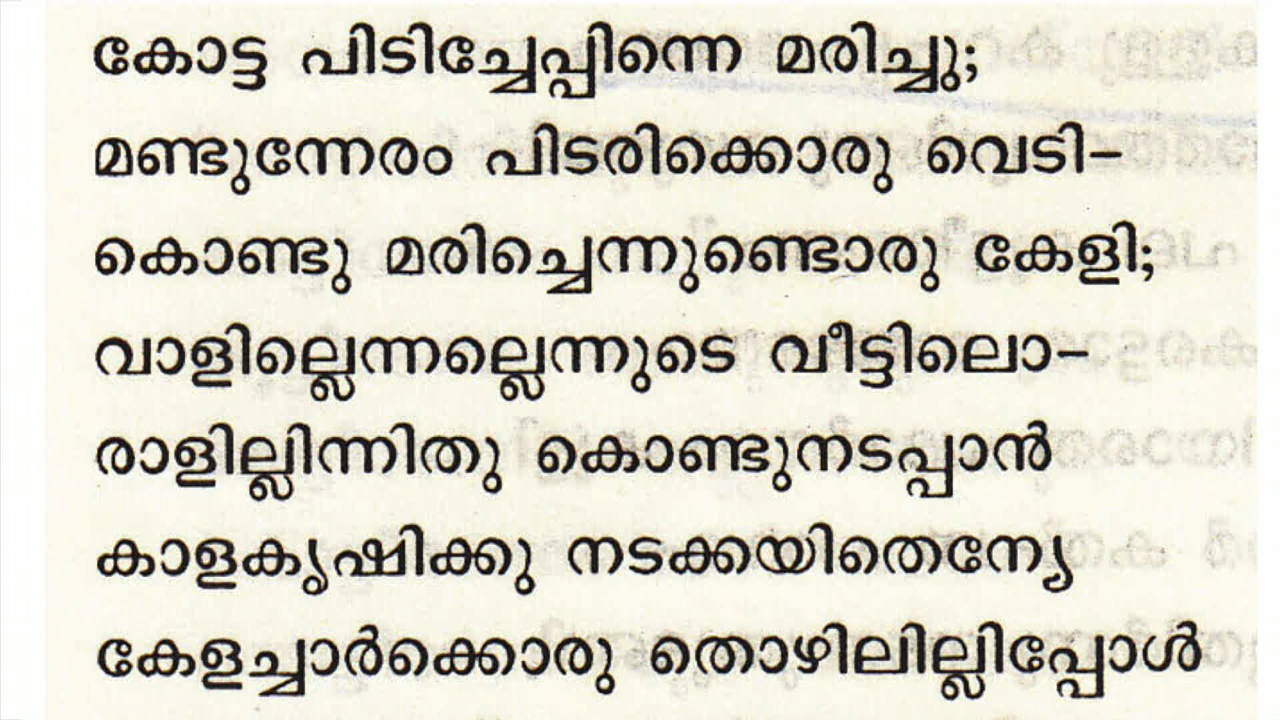 കോട്ട പിടിച്ചേപ്പിന്നെ മരിച്ചു;
മണ്ടുന്നേരം പിടരിക്കൊരു വെടി-
കൊണ്ടു മരിച്ചെന്നുണ്ടൊരു കേളി;
വാളില്ലെന്നല്ലെന്നുടെ വീട്ടിലൊ-
രാളില്ലിന്നിതു കൊണ്ടുനടപ്പാൻ
കാളകൃഷിക്കു നടക്കയിതെന്യേ
കേളച്ചാർക്കൊരു തൊഴിലില്ലിപ്പോൾ